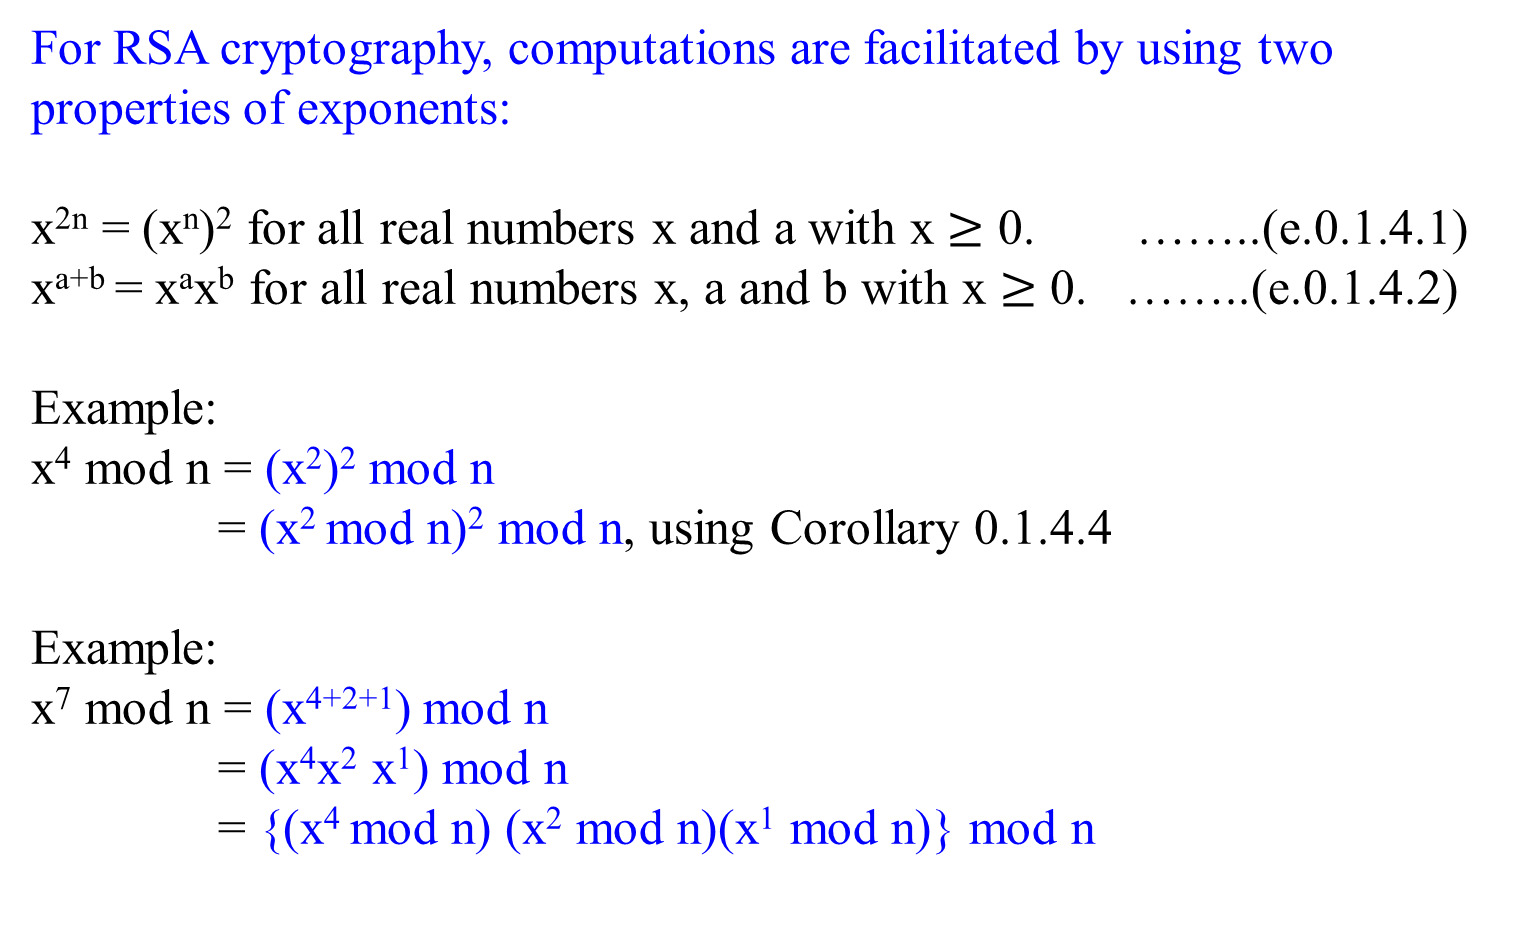 For RSA cryptography, computations are facilitated by using two
properties of exponents:
x²ⁿ = (xⁿ)² for all real numbers x and a with x ≥ 0. ........(e.0.1.4.1)
xᵃ⁺ᵇ = xᵃxᵇ for all real numbers x, a and b with x ≥ 0. ........(e.0.1.4.2)
Example:
x⁴ mod n = (x²)² mod n
= (x² mod n)² mod n, using Corollary 0.1.4.4
Example:
x⁷ mod n = (x⁴⁺²⁺¹) mod n
= (x⁴x² x¹) mod n
= {(x⁴ mod n) (x² mod n)(x¹ mod n)} mod n